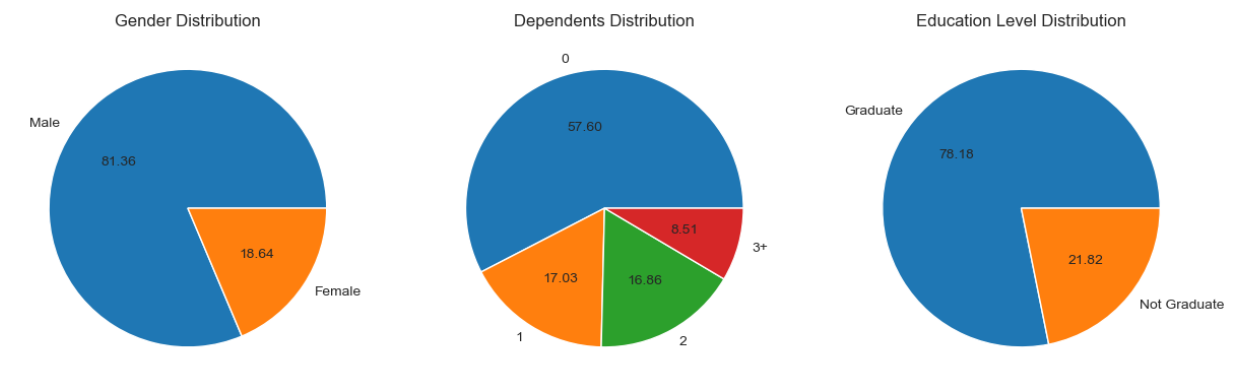 Gender Distribution
Male
81.36
18.64
Female
Dependents Distribution
0
57.60
17.03
16.86
8.51
3+
1
2
Education Level Distribution
Graduate
78.18
21.82
Not Graduate